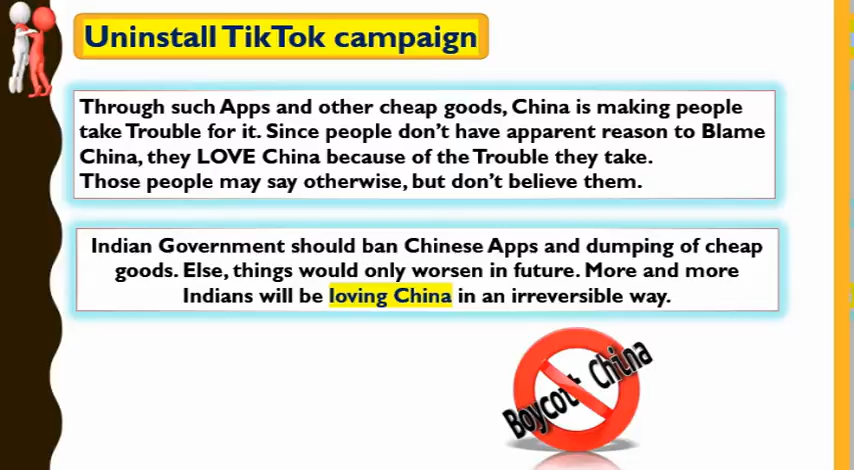 Uninstall TikTok campaign
Through such Apps and other cheap goods, China is making people
take Trouble for it. Since people don't have apparent reason to Blame
China, they LOVE China because of the Trouble they take.
Those people may say otherwise, but don't believe them.
Indian Government should ban Chinese Apps and dumping of cheap
goods. Else, things would only worsen in future. More and more
Indians will be loving China in an irreversible way.
Boycott China